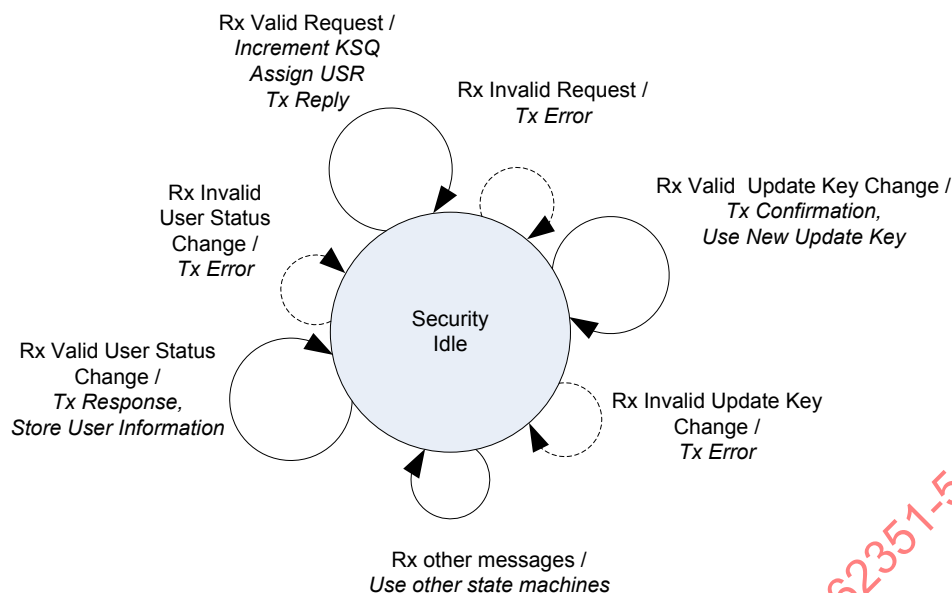 Rx Valid Request /
Increment KSQ
Assign USR
Tx Reply
Rx Invalid Request /
Tx Error
Rx Invalid
User Status
Change /
Tx Error
Rx Valid  Update Key Change /
Tx Confirmation,
Use New Update Key
Security
Idle
Rx Valid User Status
Change /
Tx Response,
Store User Information
Rx Invalid Update Key
Change /
Tx Error
Rx other messages /
Use other state machines
62351-5